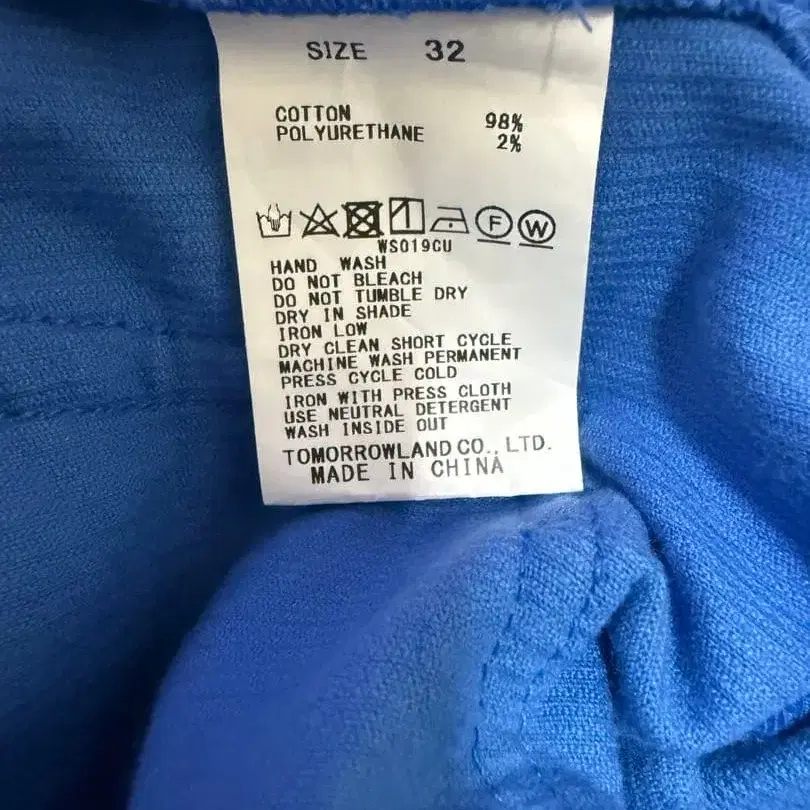 SIZE 32
COTTON 98%
POLYURETHANE 2%
F W
WS019CU
HAND WASH
DO NOT BLEACH
DO NOT TUMBLE DRY
DRY IN SHADE
IRON LOW
DRY CLEAN SHORT CYCLE
MACHINE WASH PERMANENT
PRESS CYCLE COLD
IRON WITH PRESS CLOTH
USE NEUTRAL DETERGENT
WASH INSIDE OUT
TOMORROWLAND CO., LTD.
MADE IN CHINA